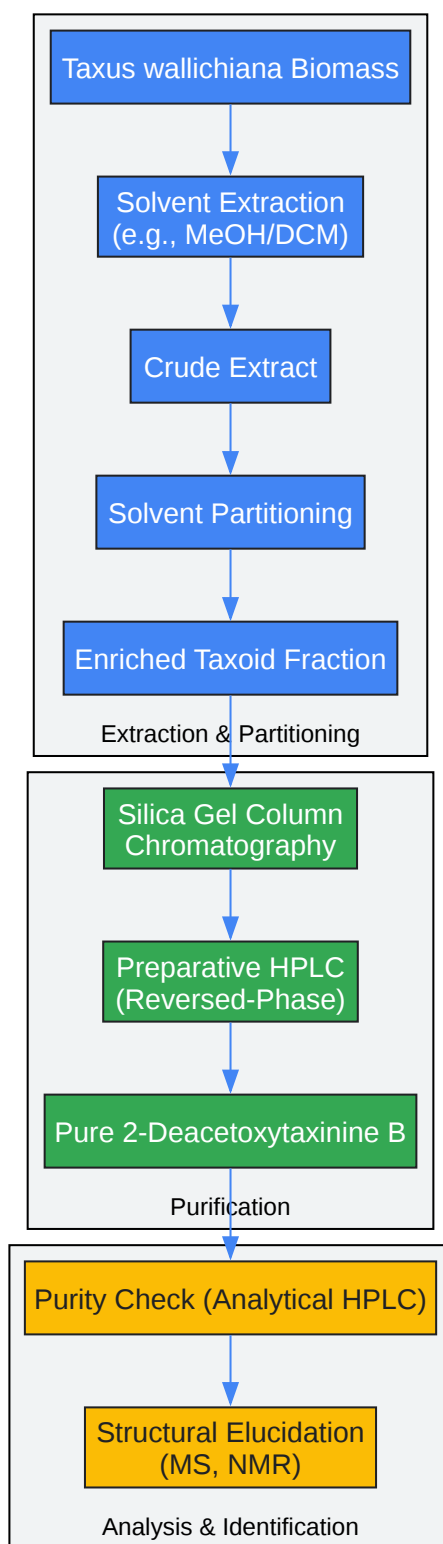 Taxus wallichiana Biomass
Solvent Extraction
(e.g., MeOH/DCM)
Crude Extract
Solvent Partitioning
Enriched Taxoid Fraction
Extraction & Partitioning
Silica Gel Column
Chromatography
Preparative HPLC
(Reversed-Phase)
Pure 2-Deacetoxytaxinine B
Purification
Purity Check (Analytical HPLC)
Structural Elucidation
(MS, NMR)
Analysis & Identification